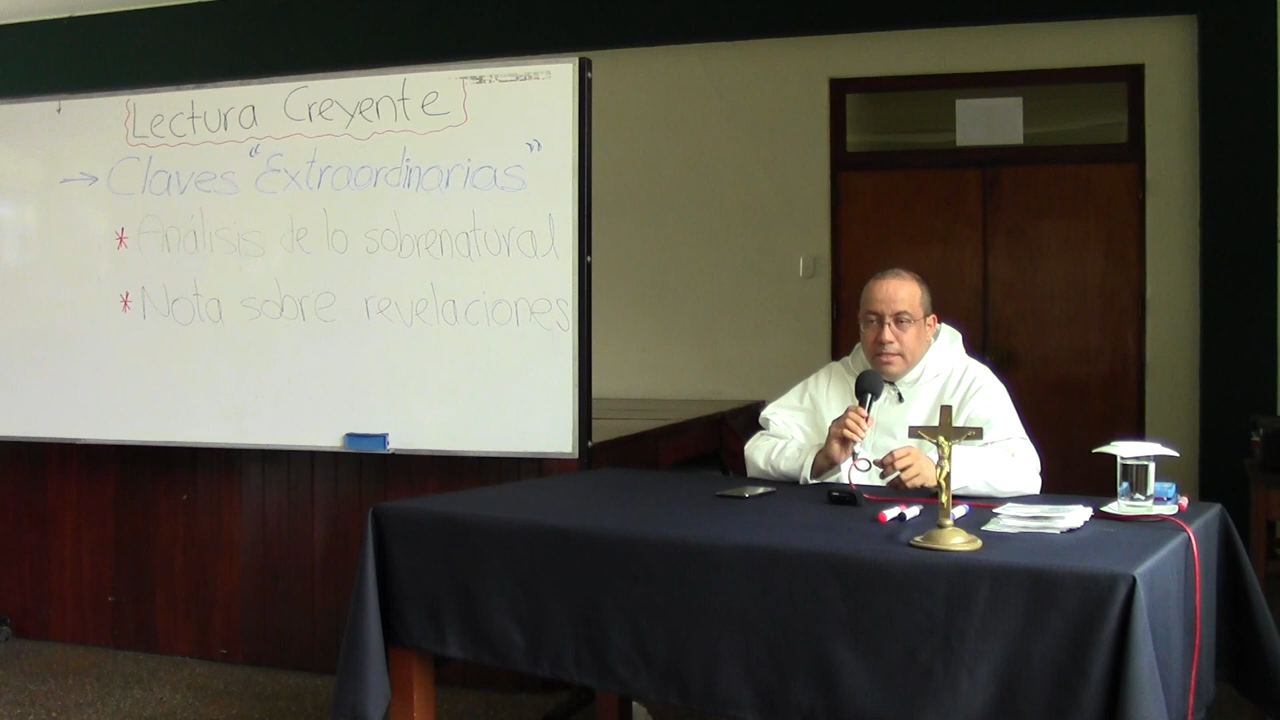 Lectura Creyente
→ Claves "Extraordinarias"
* Análisis de lo sobrenatural
* Nota sobre revelaciones